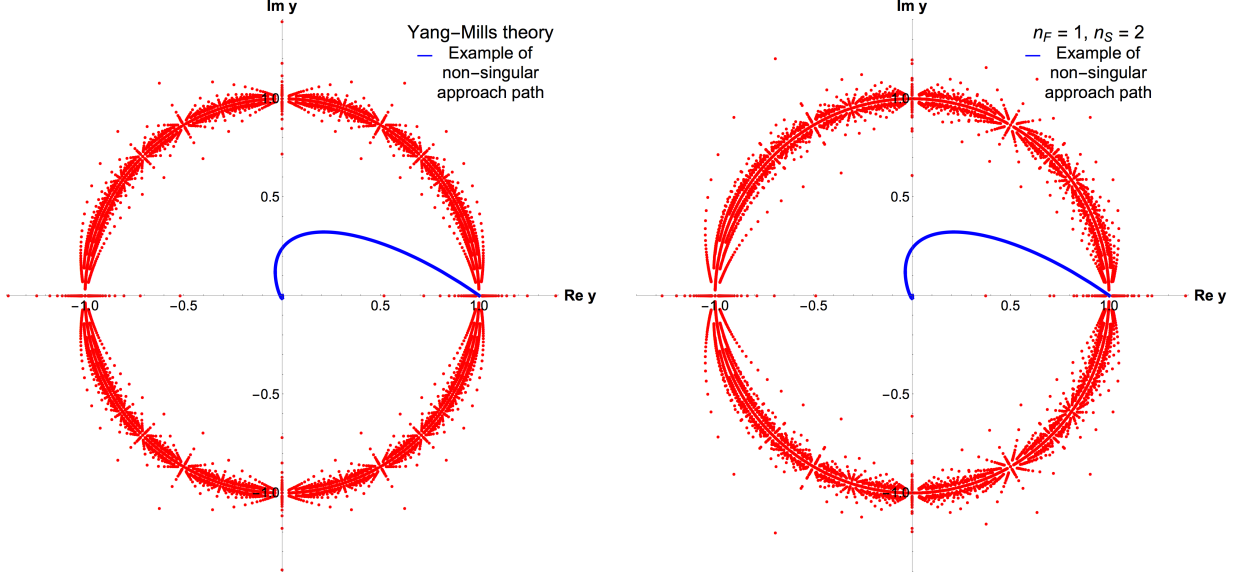 Im y
Yang−Mills theory
Example of
non−singular
approach path
1.0
0.5
−1.0
−0.5
0.5
1.0
Re y
−0.5
−1.0
Im y
nF = 1, nS = 2
Example of
non−singular
approach path
1.0
0.5
−1.0
−0.5
0.5
1.0
Re y
−0.5
−1.0